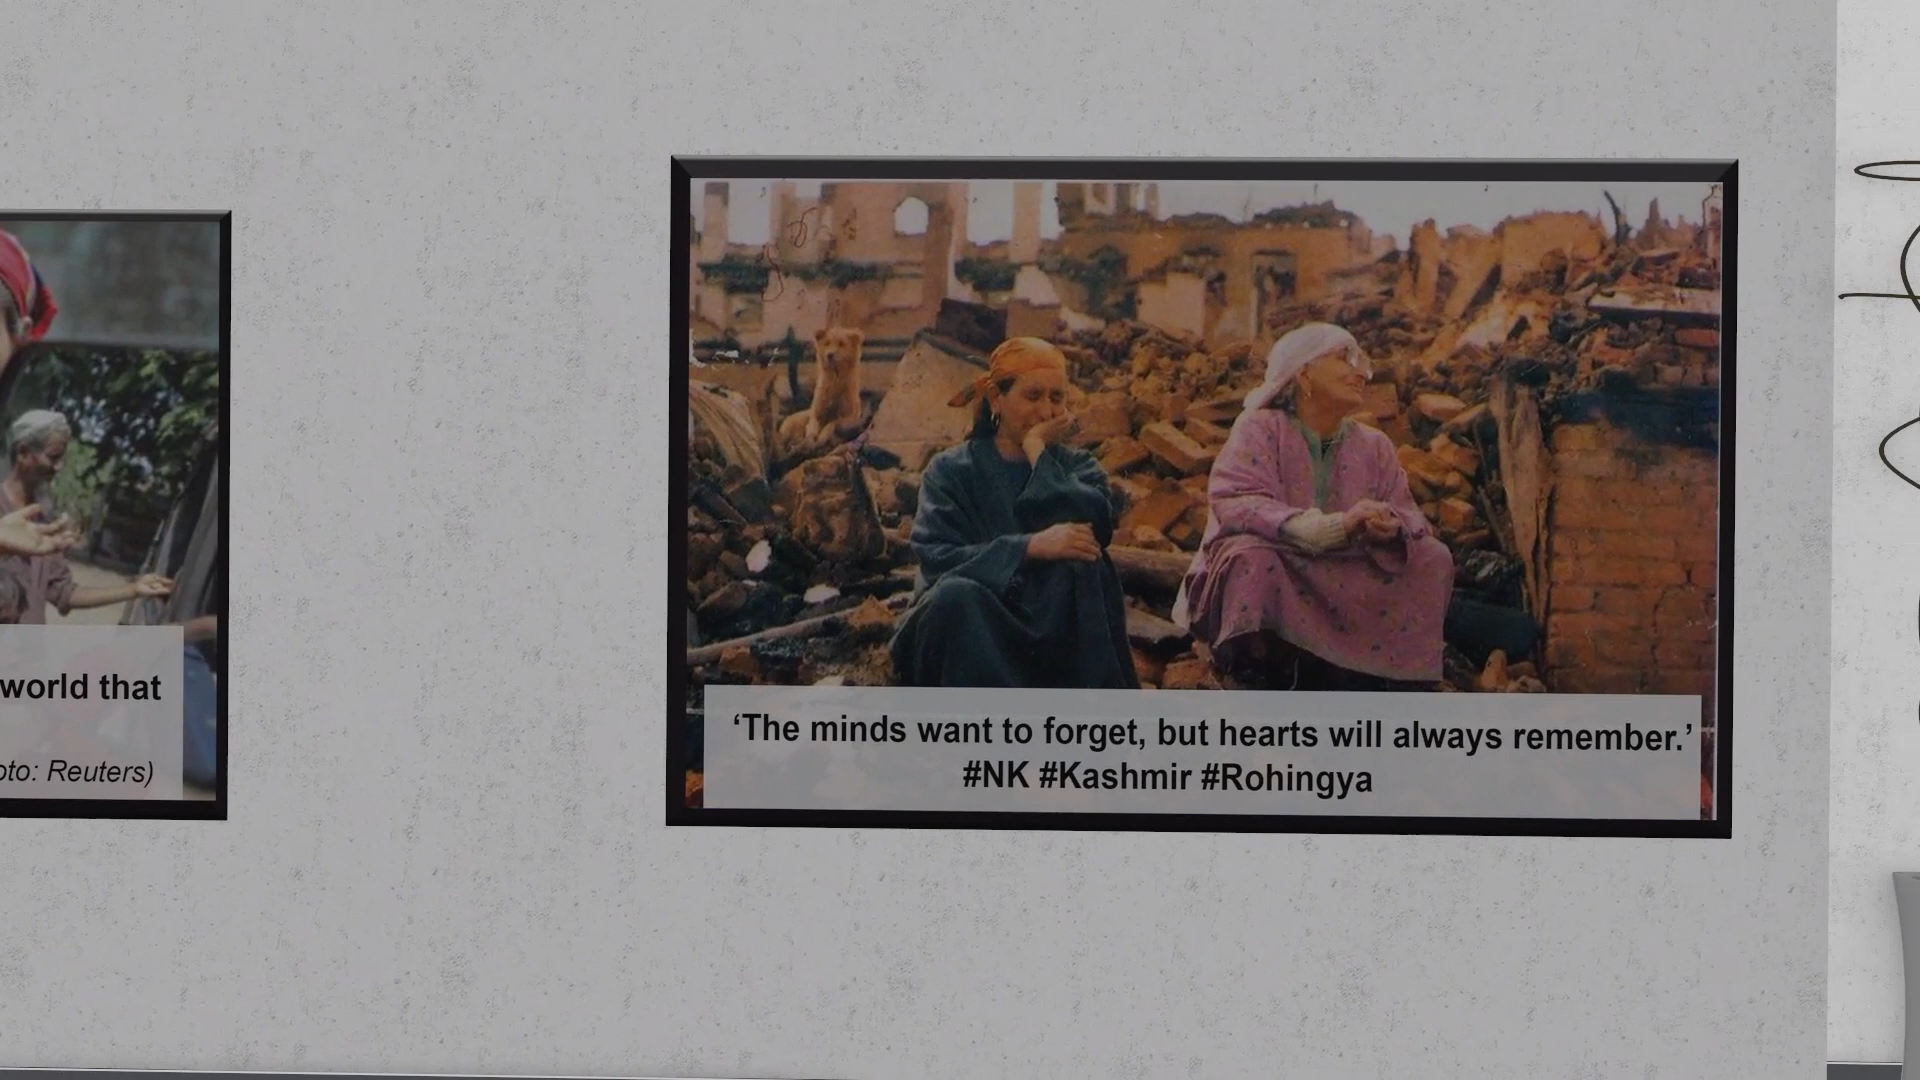 world that
oto: Reuters)
‘The minds want to forget, but hearts will always remember.’
#NK #Kashmir #Rohingya